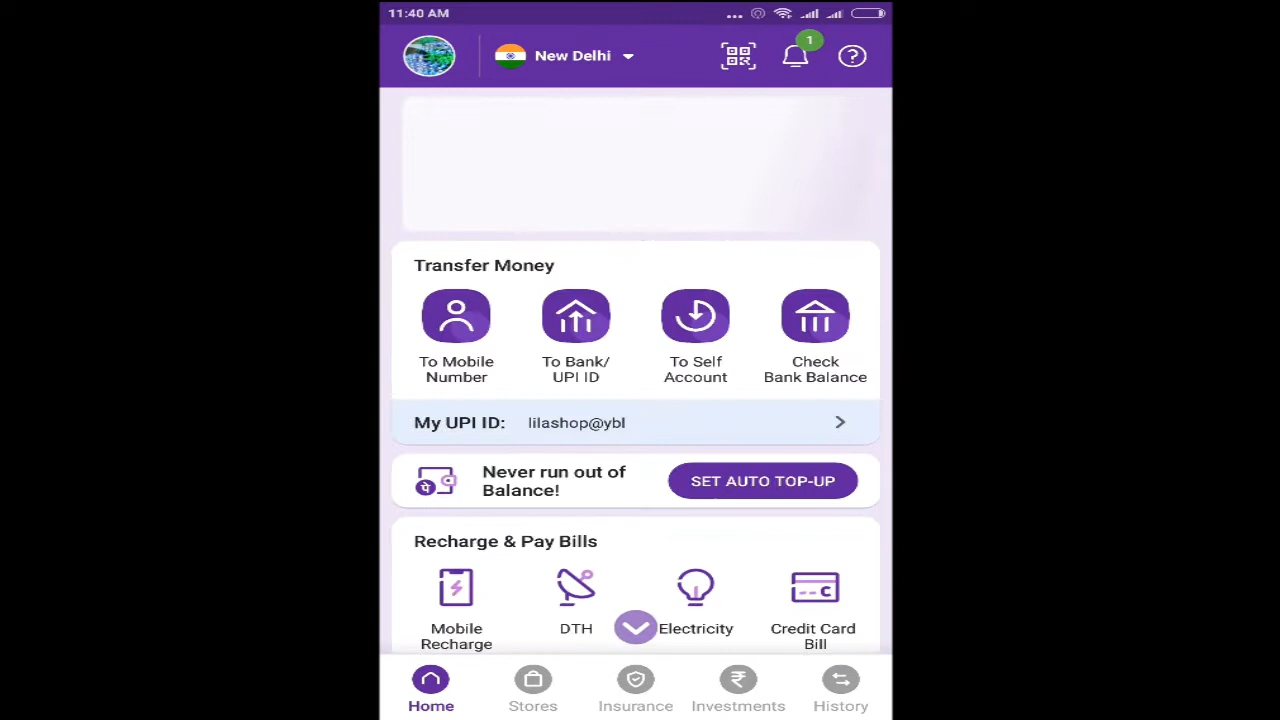 11:40 AM
New Delhi
1
?
Transfer Money
To Mobile
Number
To Bank/
UPI ID
To Self
Account
Check
Bank Balance
My UPI ID: lilashop@ybl
पे
Never run out of
Balance!
SET AUTO TOP-UP
Recharge & Pay Bills
C
Mobile
Recharge
DTH
Electricity
Credit Card
Bill
₹
Home
Stores
Insurance
Investments
History